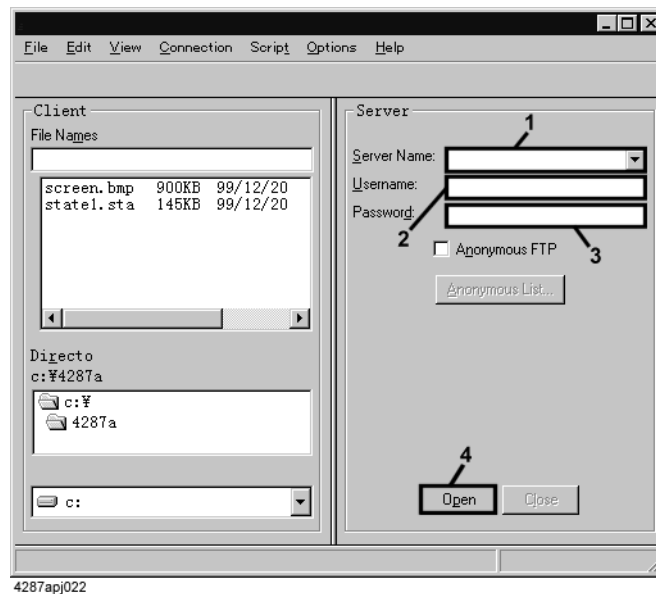 File Edit View Connection Script Options Help
Client
File Names
screen.bmp 900KB 99/12/20
state1.sta 145KB 99/12/20
Directo
c:¥4287a
c:¥
4287a
c:
Server
1
Server Name:
Username:
Password:
2
3
Anonymous FTP
Anonymous List...
4
Open Close
4287apj022